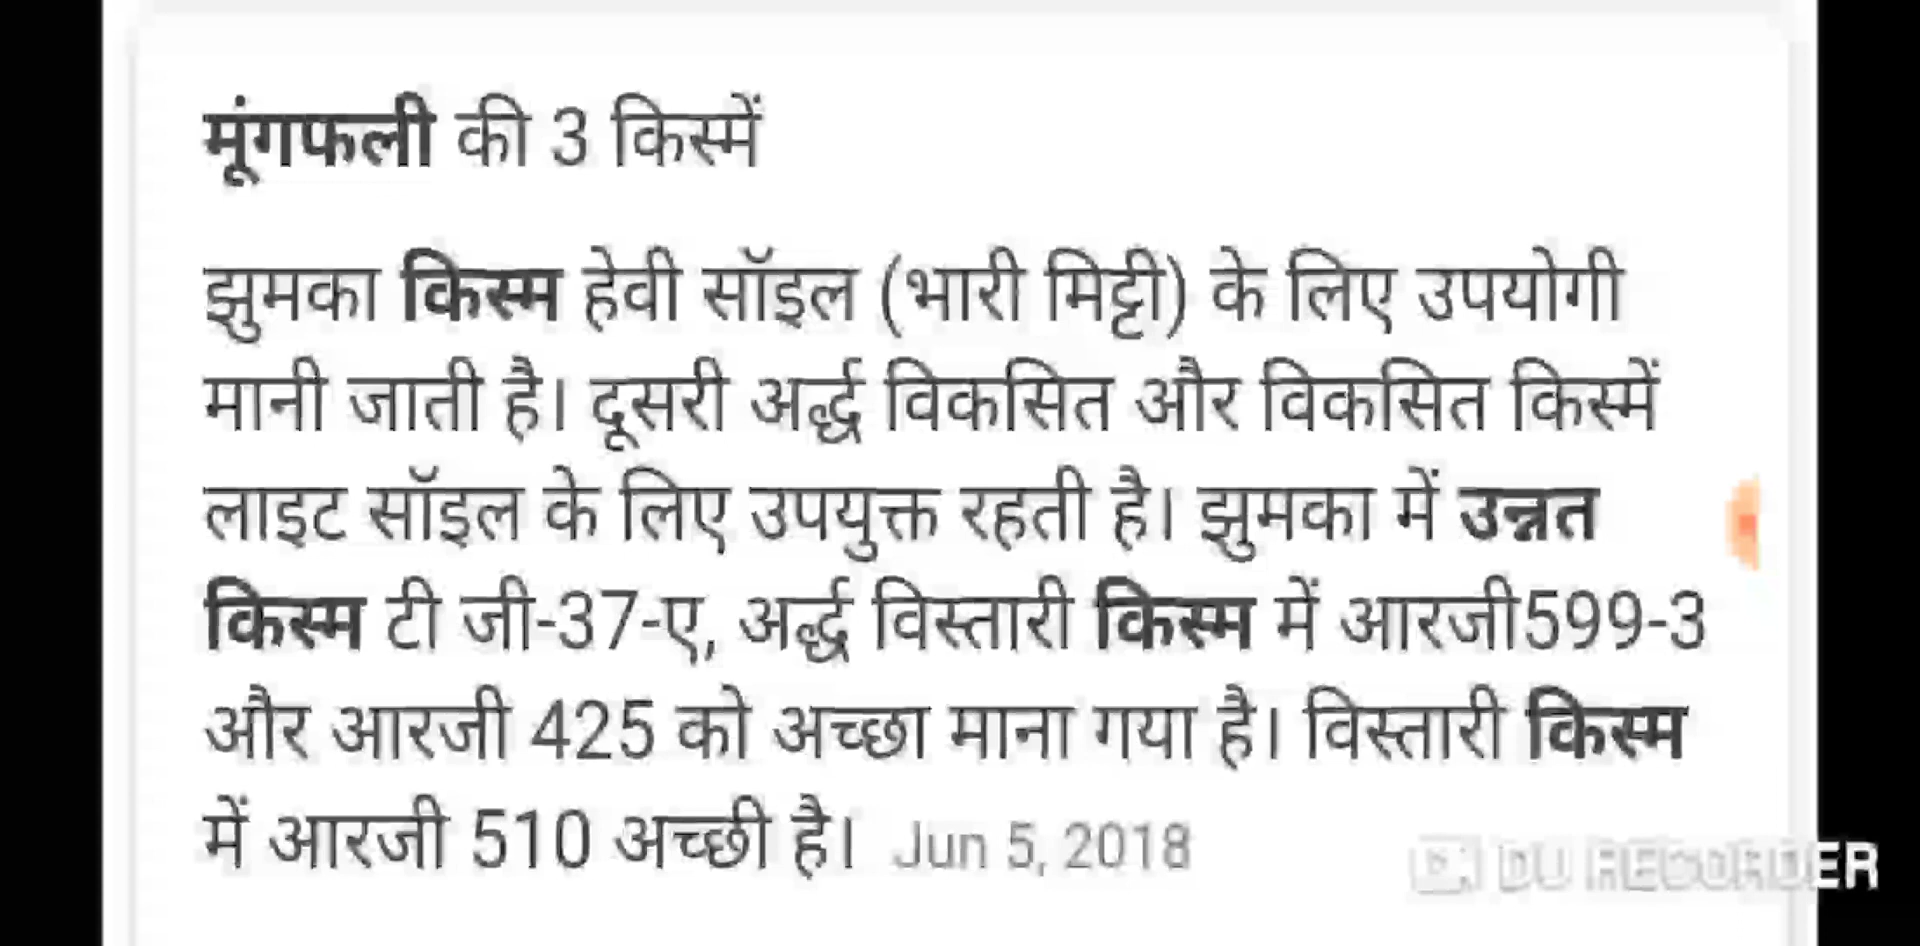 मूंगफली की 3 किस्में
झुमका किस्म हेवी सॉइल (भारी मिट्टी) के लिए उपयोगी
मानी जाती है। दूसरी अर्द्ध विकसित और विकसित किस्में
लाइट सॉइल के लिए उपयुक्त रहती है। झुमका में उन्नत
किस्म टी जी-37-ए, अर्द्ध विस्तारी किस्म में आरजी599-3
और आरजी 425 को अच्छा माना गया है। विस्तारी किस्म
में आरजी 510 अच्छी है। Jun 5, 2018
DU RECORDER